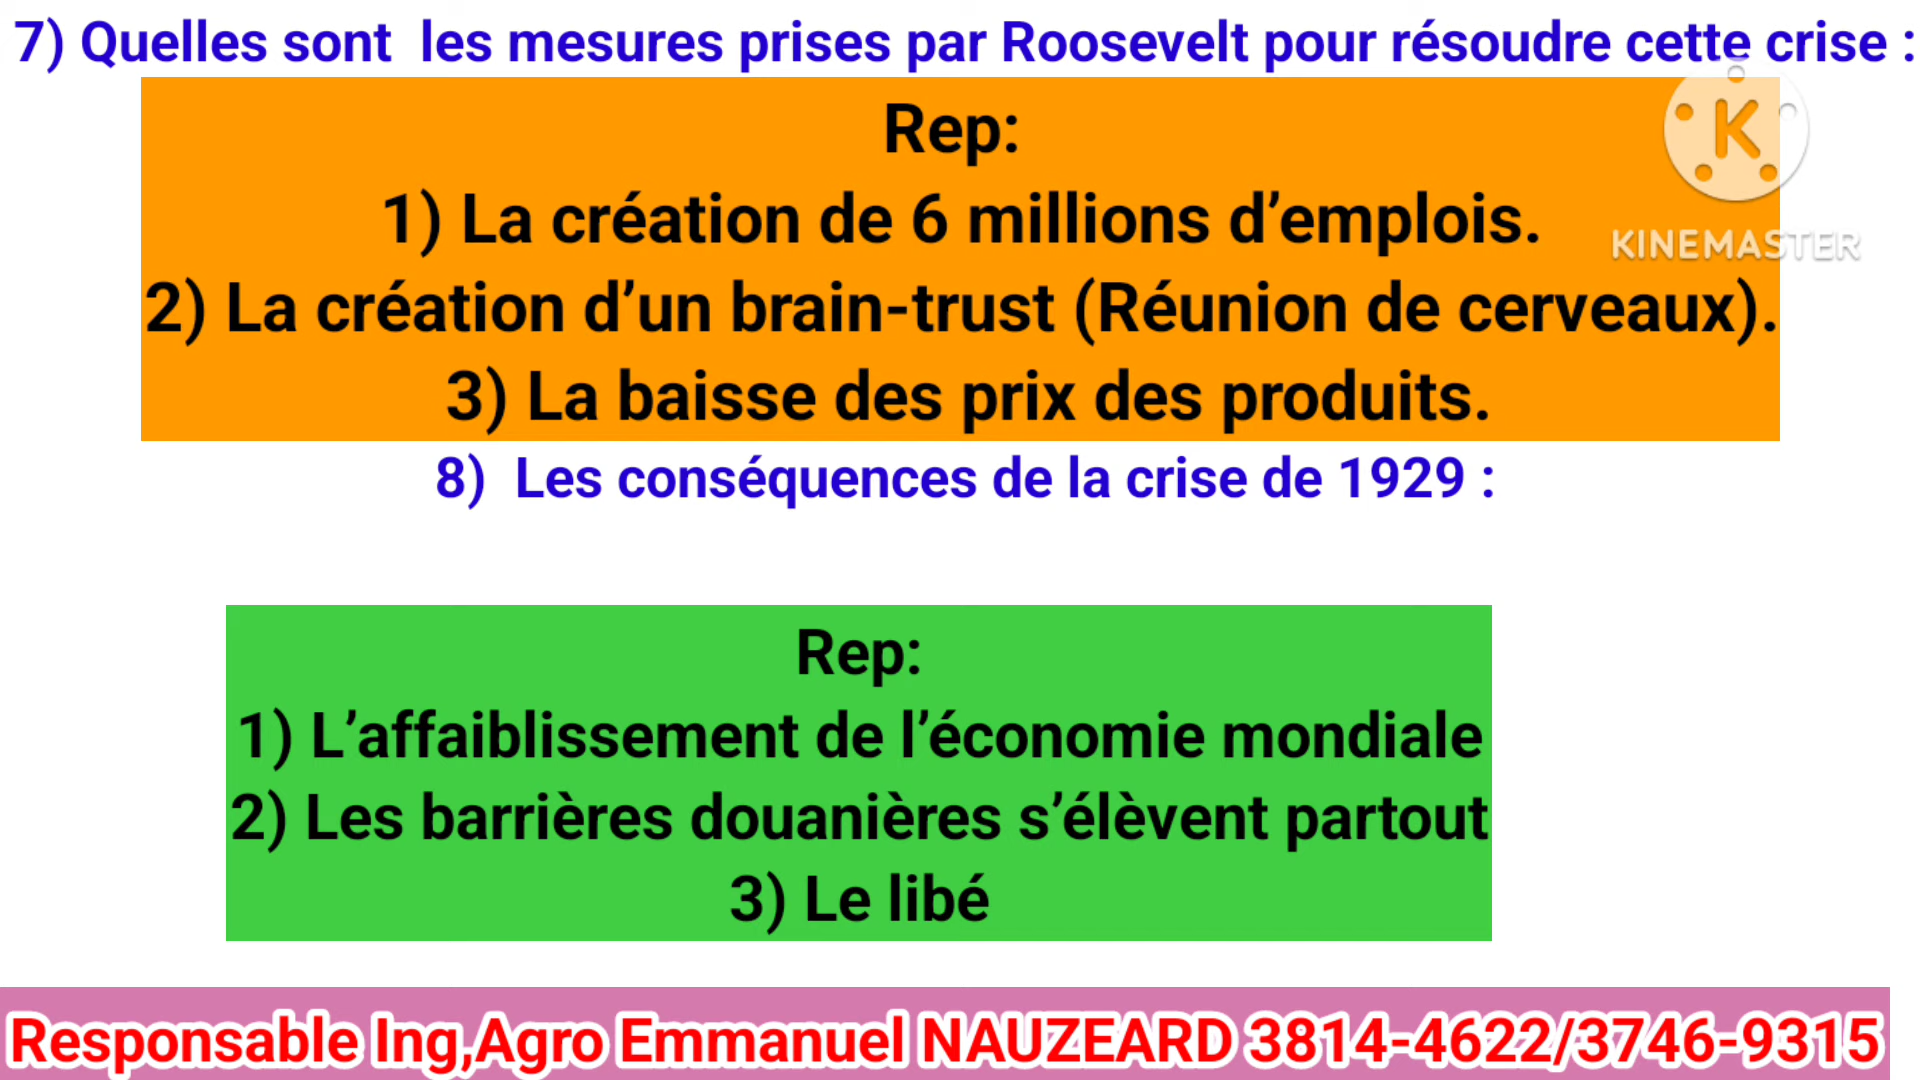 7) Quelles sont les mesures prises par Roosevelt pour résoudre cette crise :
Rep:
1) La création de 6 millions d’emplois.
2) La création d’un brain-trust (Réunion de cerveaux).
3) La baisse des prix des produits.
K
KINEMASTER
8) Les conséquences de la crise de 1929 :
Rep:
1) L’affaiblissement de l’économie mondiale
2) Les barrières douanières s’élèvent partout
3) Le libé
Responsable Ing,Agro Emmanuel NAUZEARD 3814-4622/3746-9315